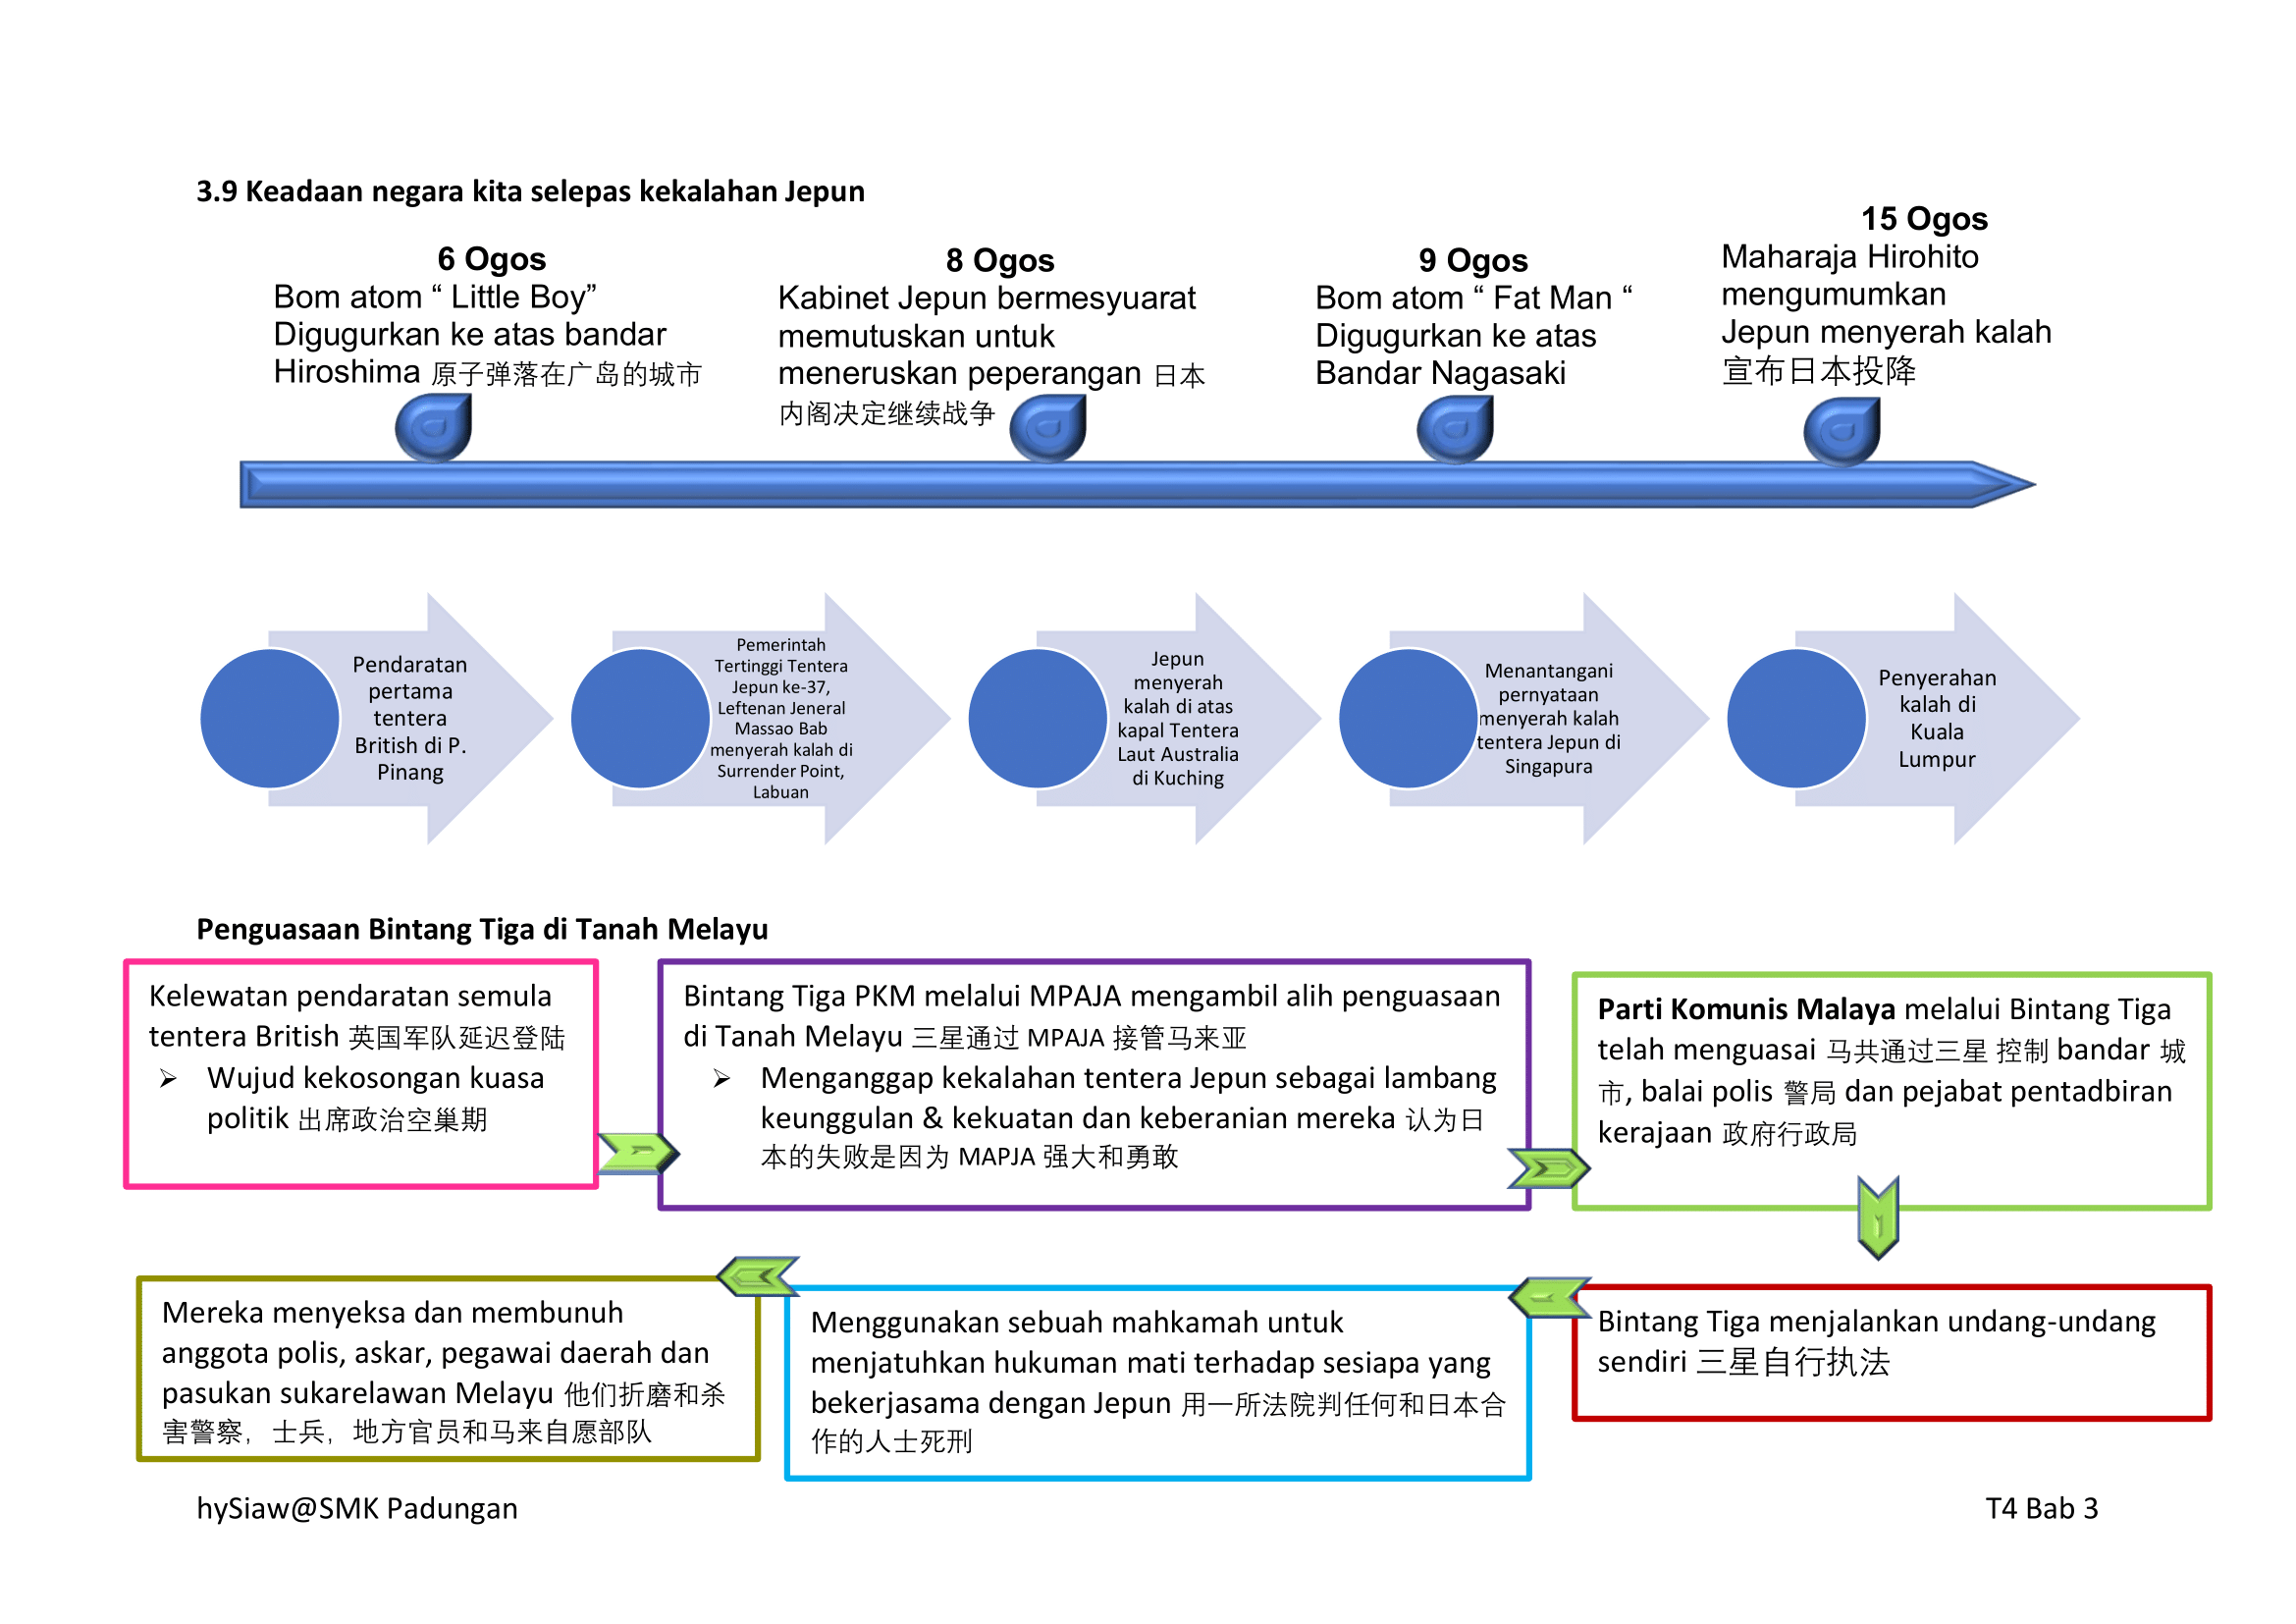 3.9 Keadaan negara kita selepas kekalahan Jepun
6 Ogos
Bom atom “ Little Boy”
Digugurkan ke atas bandar
Hiroshima 原子弹落在广岛的城市
8 Ogos
Kabinet Jepun bermesyuarat
memutuskan untuk
meneruskan peperangan 日本
内阁决定继续战争
9 Ogos
Bom atom “ Fat Man “
Digugurkan ke atas
Bandar Nagasaki
15 Ogos
Maharaja Hirohito
mengumumkan
Jepun menyerah kalah
宣布日本投降
Pendaratan
pertama
tentera
British di P.
Pinang
Pemerintah
Tertinggi Tentera
Jepun ke-37,
Leftenan Jeneral
Massao Bab
menyerah kalah di
Surrender Point,
Labuan
Jepun
menyerah
kalah di atas
kapal Tentera
Laut Australia
di Kuching
Menantangani
pernyataan
menyerah kalah
tentera Jepun di
Singapura
Penyerahan
kalah di
Kuala
Lumpur
Penguasaan Bintang Tiga di Tanah Melayu
Kelewatan pendaratan semula
tentera British 英国军队延迟登陆
➢ Wujud kekosongan kuasa
politik 出席政治空巢期
Bintang Tiga PKM melalui MPAJA mengambil alih penguasaan
di Tanah Melayu 三星通过 MPAJA 接管马来亚
➢ Menganggap kekalahan tentera Jepun sebagai lambang
keunggulan & kekuatan dan keberanian mereka 认为日
本的失败是因为 MAPJA 强大和勇敢
Parti Komunis Malaya melalui Bintang Tiga
telah menguasai 马共通过三星 控制 bandar 城
市, balai polis 警局 dan pejabat pentadbiran
kerajaan 政府行政局
Bintang Tiga menjalankan undang-undang
sendiri 三星自行执法
Menggunakan sebuah mahkamah untuk
menjatuhkan hukuman mati terhadap sesiapa yang
bekerjasama dengan Jepun 用一所法院判任何和日本合
作的人士死刑
Mereka menyeksa dan membunuh
anggota polis, askar, pegawai daerah dan
pasukan sukarelawan Melayu 他们折磨和杀
害警察，士兵，地方官员和马来自愿部队
hySiaw@SMK Padungan
T4 Bab 3